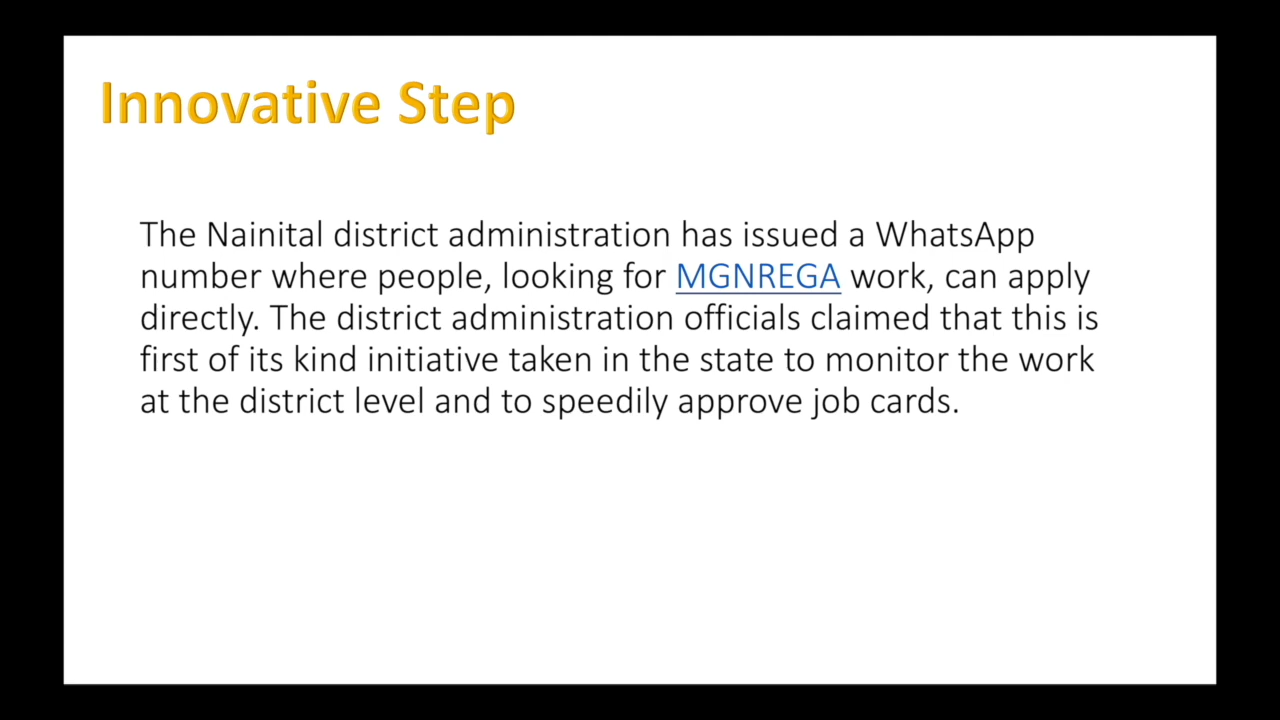 Innovative Step
The Nainital district administration has issued a WhatsApp
number where people, looking for MGNREGA work, can apply
directly. The district administration officials claimed that this is
first of its kind initiative taken in the state to monitor the work
at the district level and to speedily approve job cards.